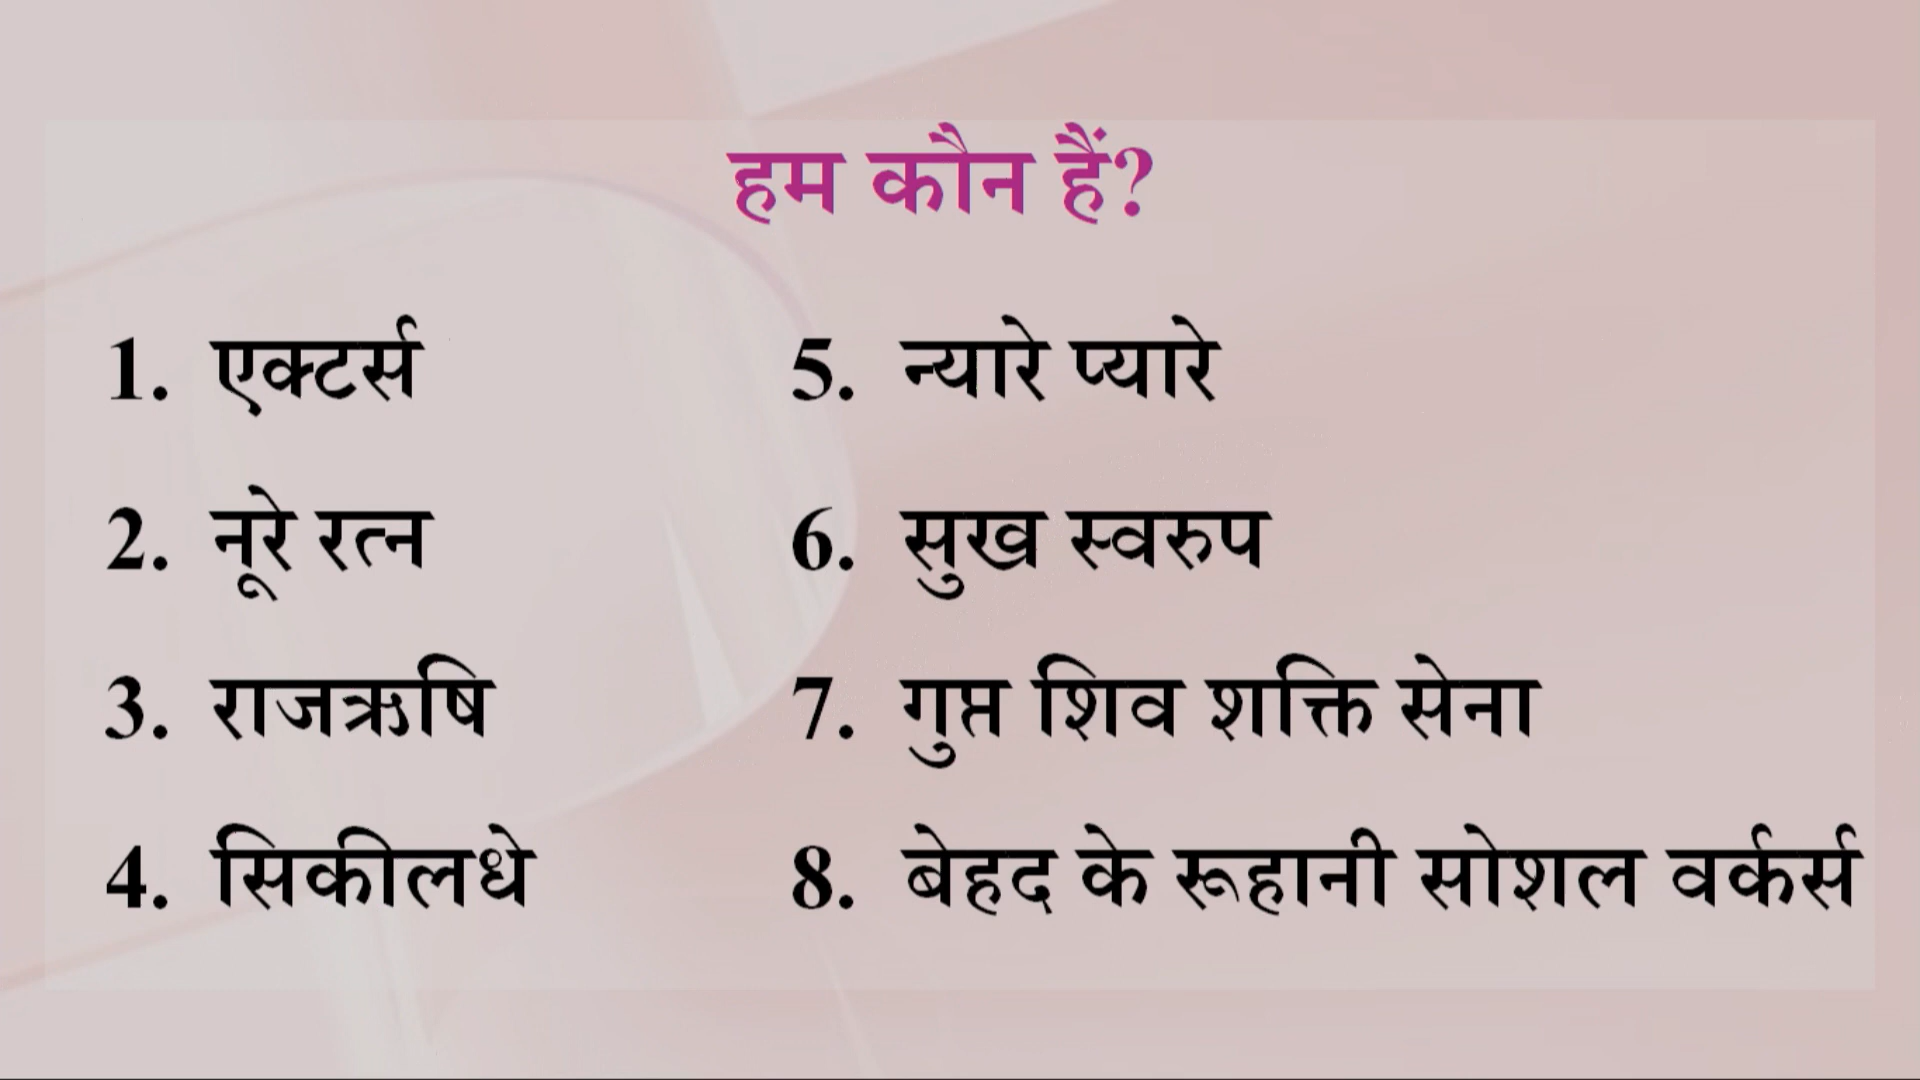 हम कौन हैं?
1. एक्टर्स
2. नूरे रत्न
3. राजऋषि
4. सिकीलधे
5. न्यारे प्यारे
6. सुख स्वरुप
7. गुप्त शिव शक्ति सेना
8. बेहद के रूहानी सोशल वर्कर्स